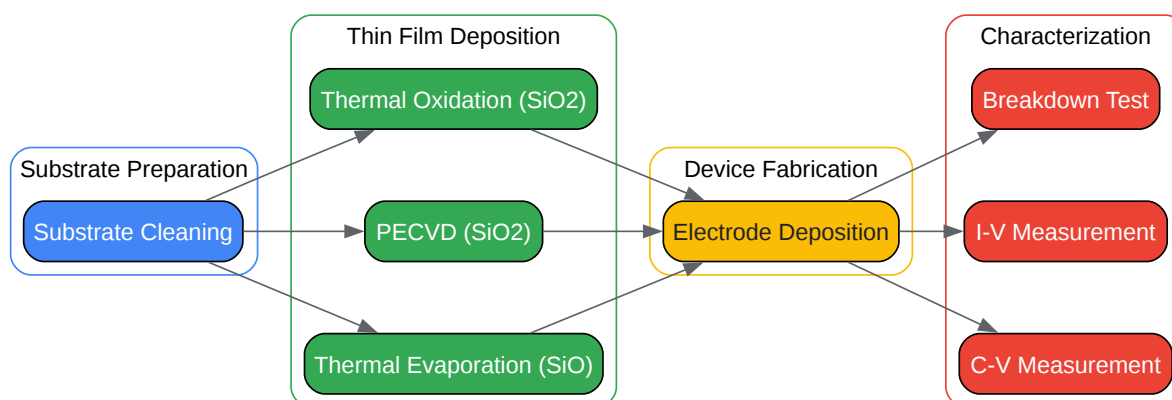 Substrate Preparation
Substrate Cleaning
Thin Film Deposition
Thermal Oxidation (SiO2)
PECVD (SiO2)
Thermal Evaporation (SiO)
Device Fabrication
Electrode Deposition
Characterization
Breakdown Test
I-V Measurement
C-V Measurement